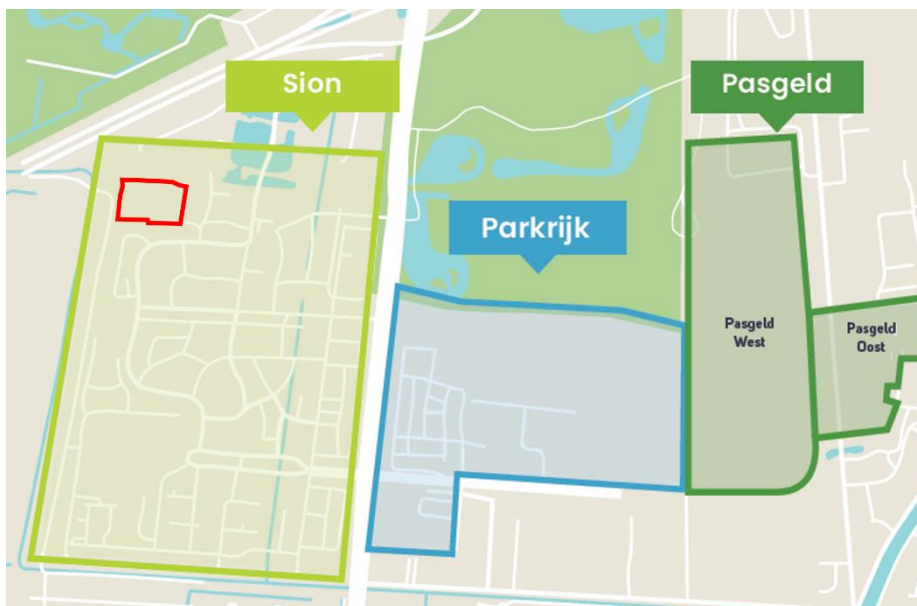 Sion
Pasgeld
Parkrijk
Pasgeld
West
Pasgeld
Oost